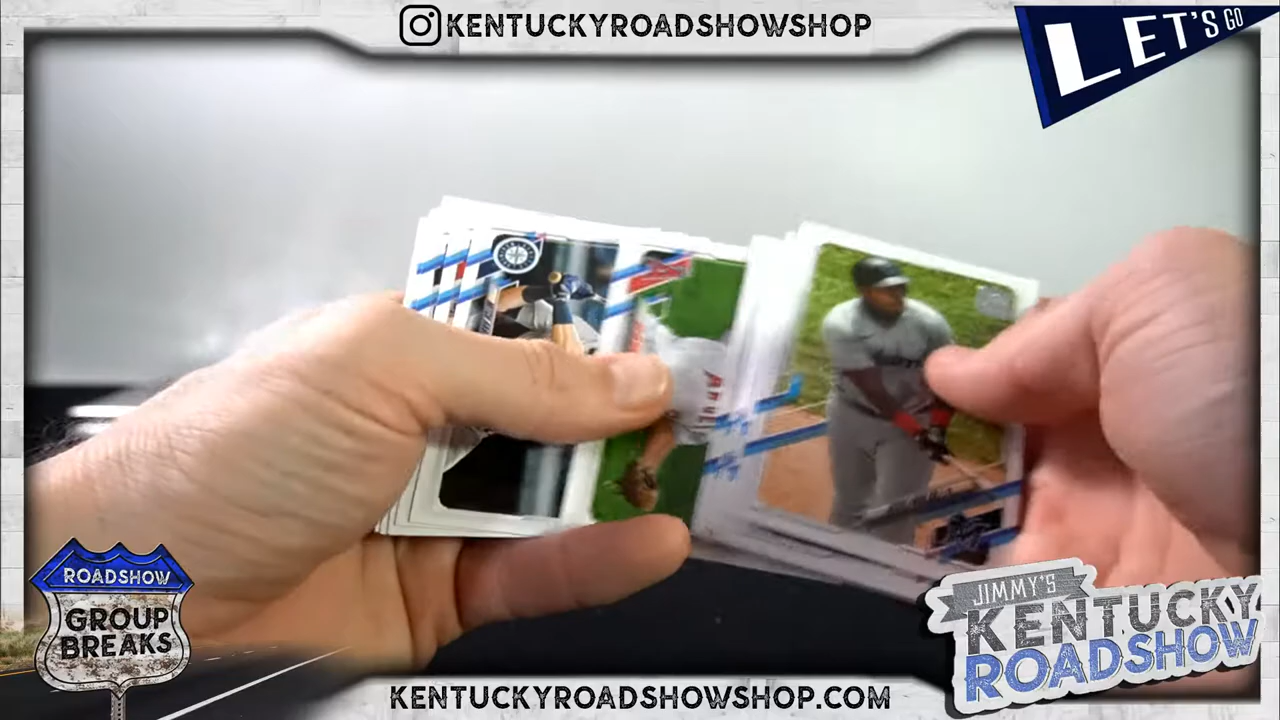 KENTUCKYROADSHOWSHOP
LET'S GO
ROADSHOW
GROUP
BREAKS
JIMMY'S
KENTUCKY
ROADSHOW
KENTUCKYROADSHOWSHOP.COM